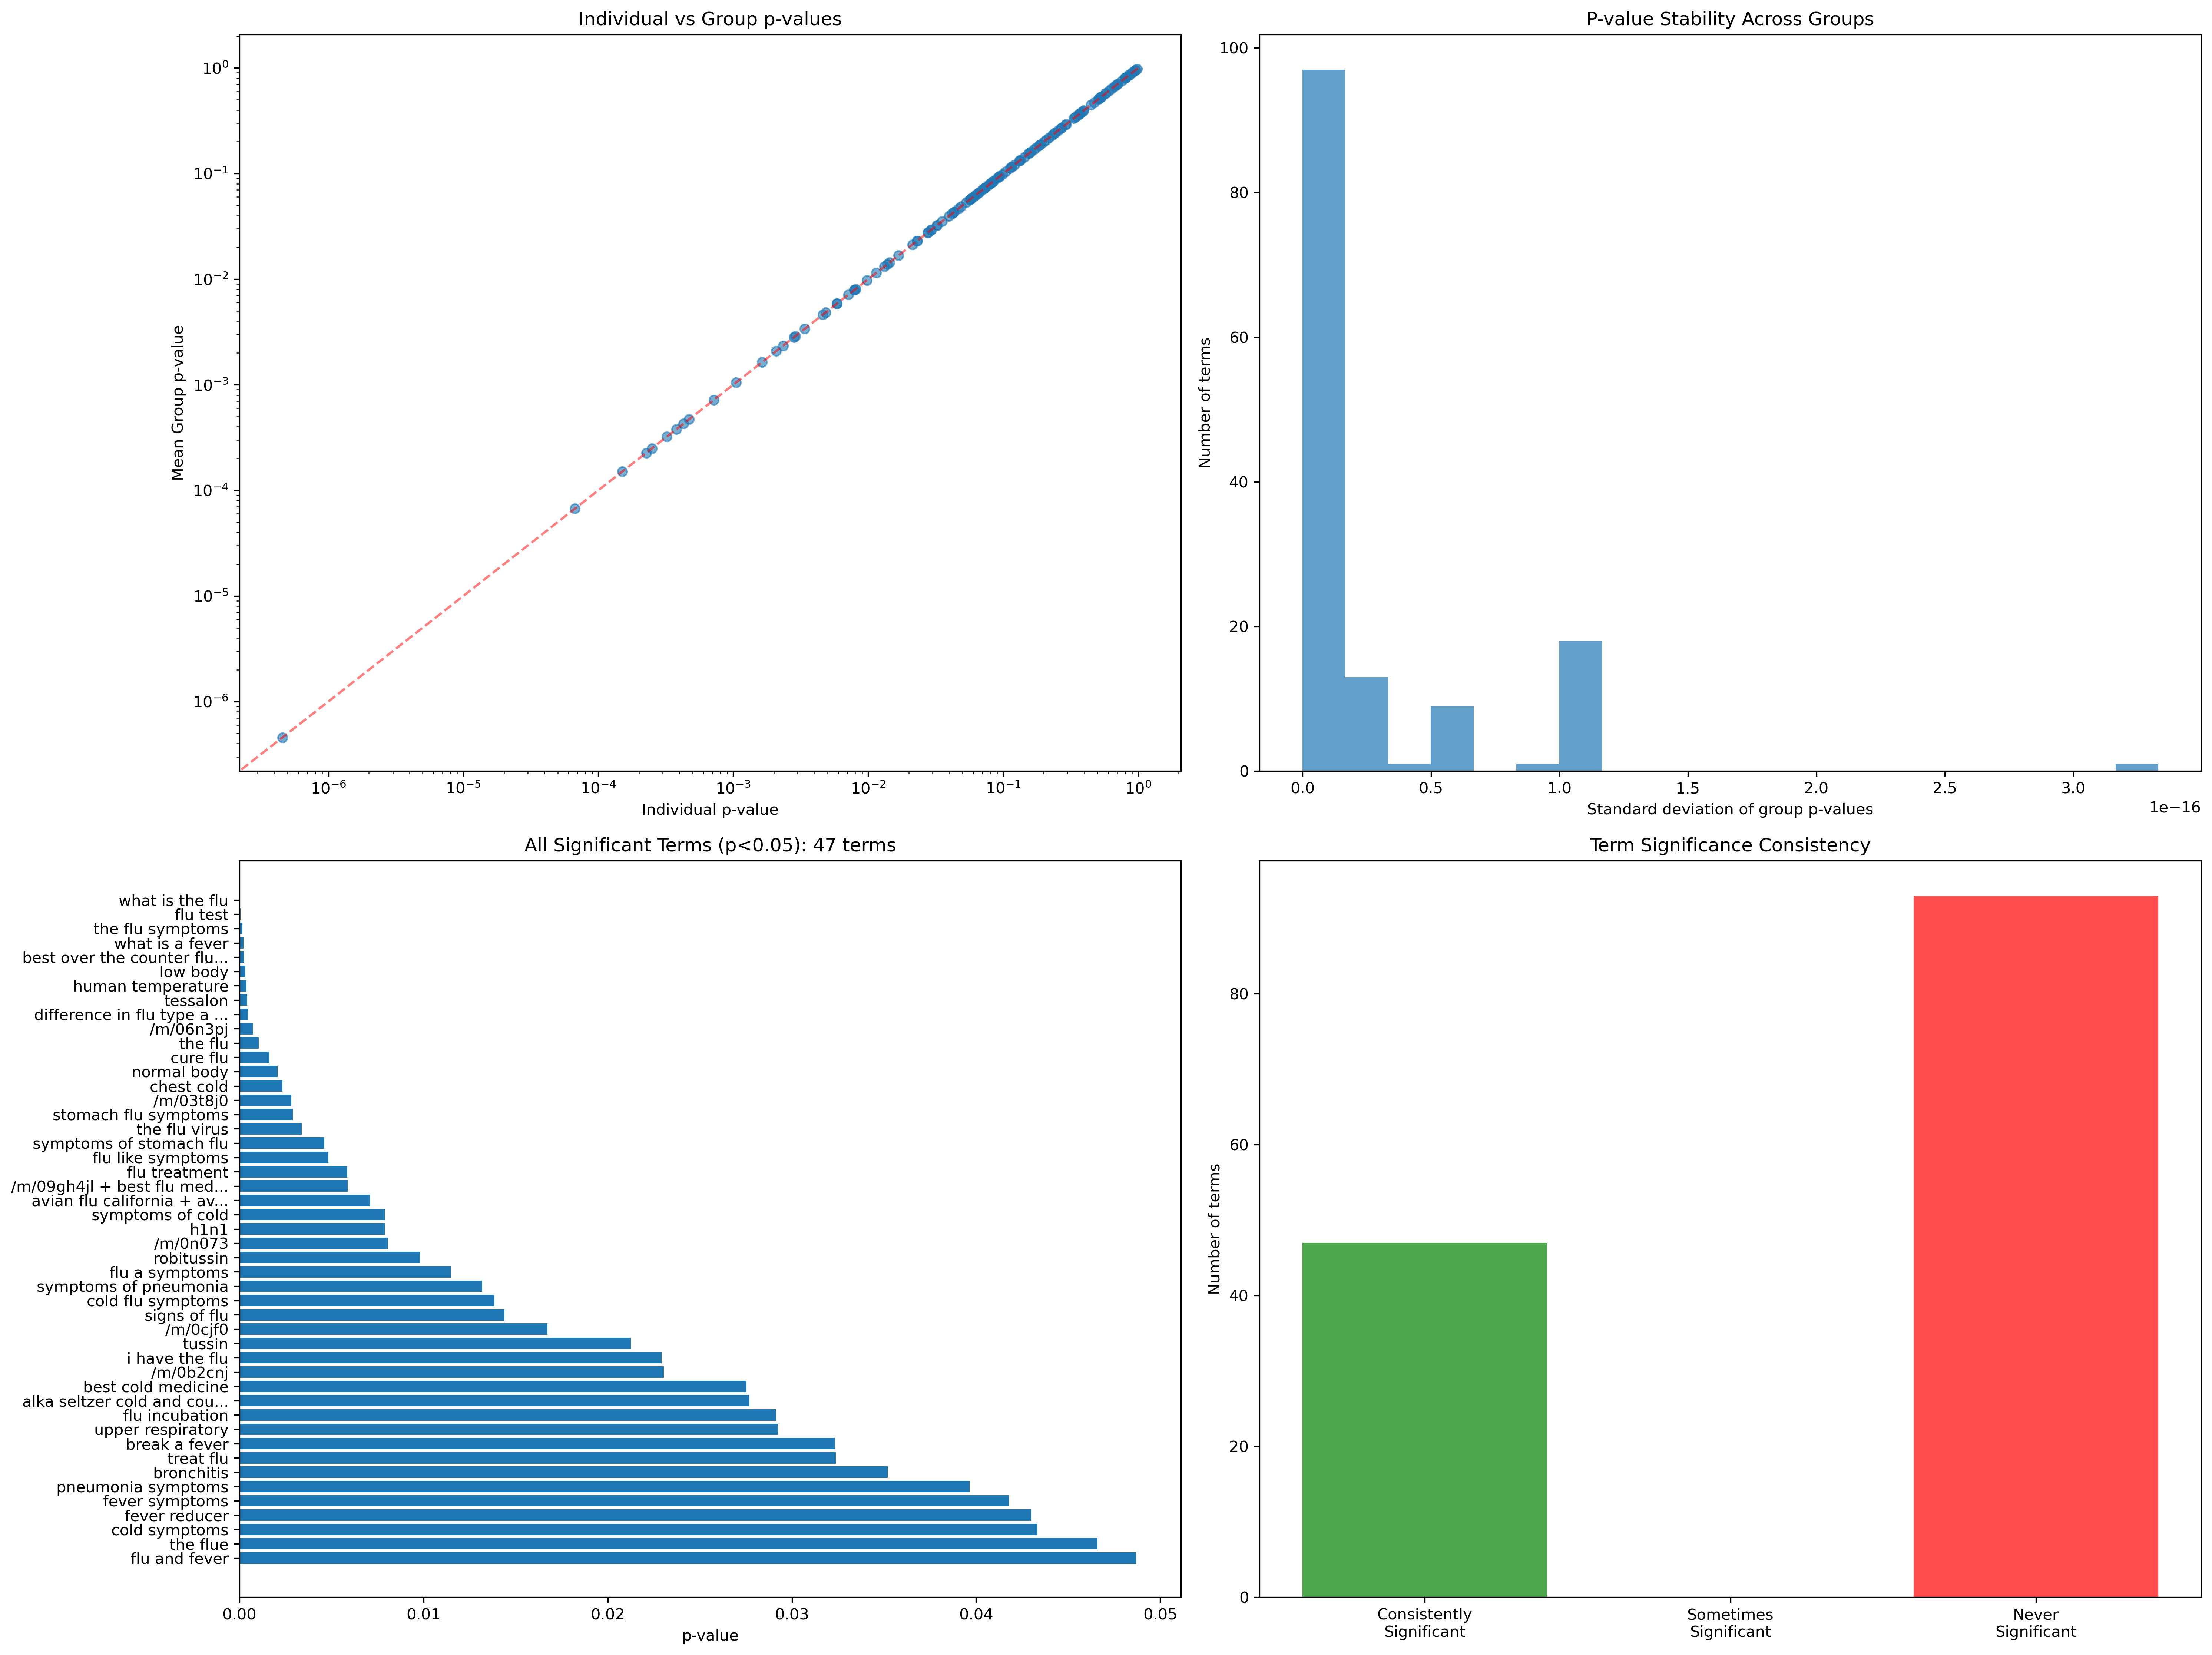 Individual vs Group p-values
10⁰
10⁻¹
10⁻²
10⁻³
10⁻⁴
10⁻⁵
10⁻⁶
Mean Group p-value
10⁻⁶ 10⁻⁵ 10⁻⁴ 10⁻³ 10⁻² 10⁻¹ 10⁰
Individual p-value
P-value Stability Across Groups
100
80
60
40
20
0
Number of terms
0.0 0.5 1.0 1.5 2.0 2.5 3.0
1e−16
Standard deviation of group p-values
All Significant Terms (p<0.05): 47 terms
what is the flu
flu test
the flu symptoms
what is a fever
best over the counter flu...
low body
human temperature
tessalon
difference in flu type a ...
/m/06n3pj
the flu
cure flu
normal body
chest cold
/m/03t8j0
stomach flu symptoms
the flu virus
symptoms of stomach flu
flu like symptoms
flu treatment
/m/09gh4jl + best flu med...
avian flu california + av...
symptoms of cold
h1n1
/m/0n073
robitussin
flu a symptoms
symptoms of pneumonia
cold flu symptoms
signs of flu
/m/0cjf0
tussin
i have the flu
/m/0b2cnj
best cold medicine
alka seltzer cold and cou...
flu incubation
upper respiratory
break a fever
treat flu
bronchitis
pneumonia symptoms
fever symptoms
fever reducer
cold symptoms
the flue
flu and fever
0.00 0.01 0.02 0.03 0.04 0.05
p-value
Term Significance Consistency
80
60
40
20
0
Number of terms
Consistently
Significant
Sometimes
Significant
Never
Significant